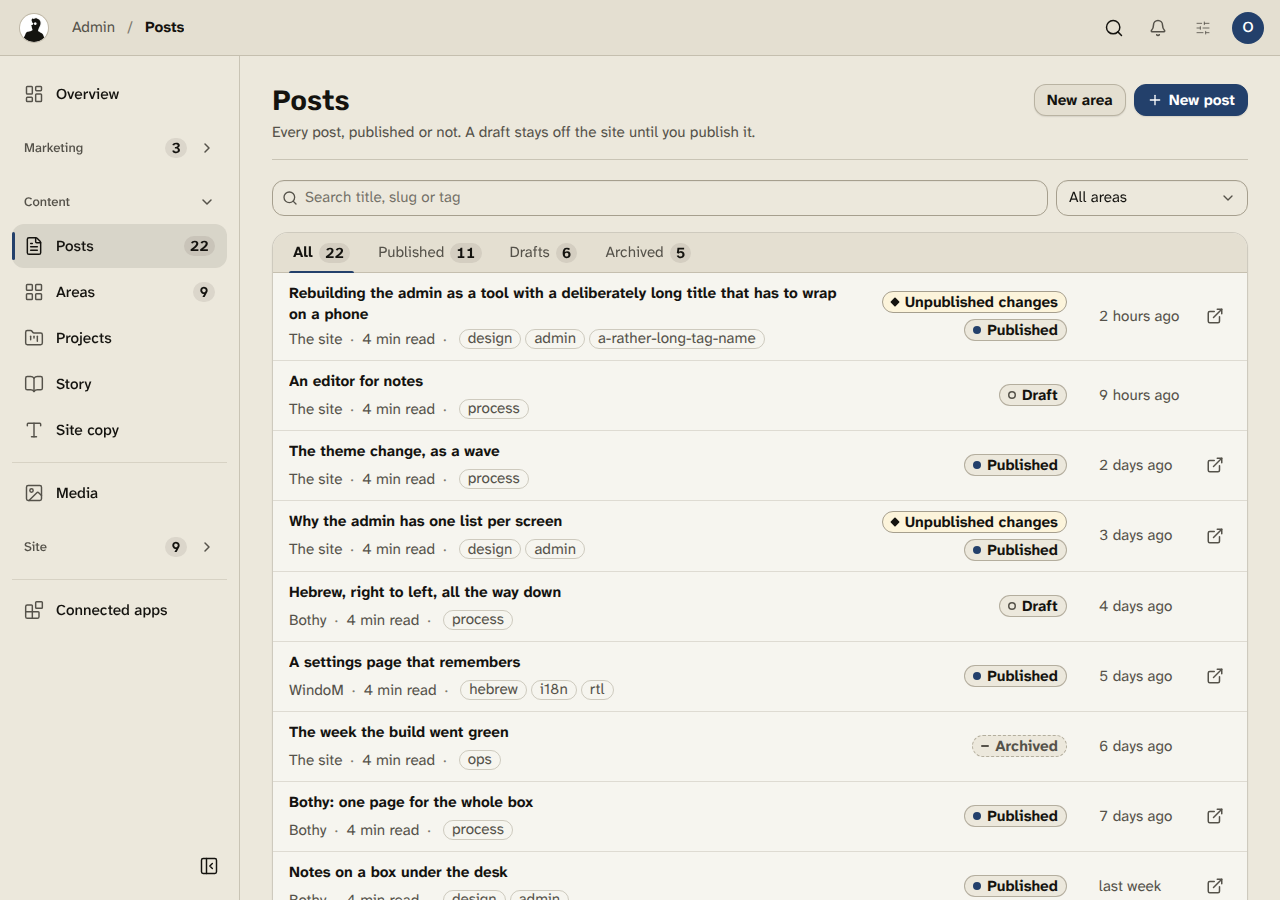 Admin / Posts
O
Overview
Marketing 3
Content
Posts 22
Areas 9
Projects
Story
Site copy
Media
Site 9
Connected apps
Posts
New area
New post
Every post, published or not. A draft stays off the site until you publish it.
Search title, slug or tag
All areas
All 22 Published 11 Drafts 6 Archived 5
Rebuilding the admin as a tool with a deliberately long title that has to wrap
on a phone
The site · 4 min read · design admin a-rather-long-tag-name
Unpublished changes
Published
2 hours ago
An editor for notes
The site · 4 min read · process
Draft
9 hours ago
The theme change, as a wave
The site · 4 min read · process
Published
2 days ago
Why the admin has one list per screen
The site · 4 min read · design admin
Unpublished changes
Published
3 days ago
Hebrew, right to left, all the way down
Bothy · 4 min read · process
Draft
4 days ago
A settings page that remembers
WindoM · 4 min read · hebrew i18n rtl
Published
5 days ago
The week the build went green
The site · 4 min read · ops
Archived
6 days ago
Bothy: one page for the whole box
Bothy · 4 min read · process
Published
7 days ago
Notes on a box under the desk
Bothy · 4 min read · design admin
Published
last week